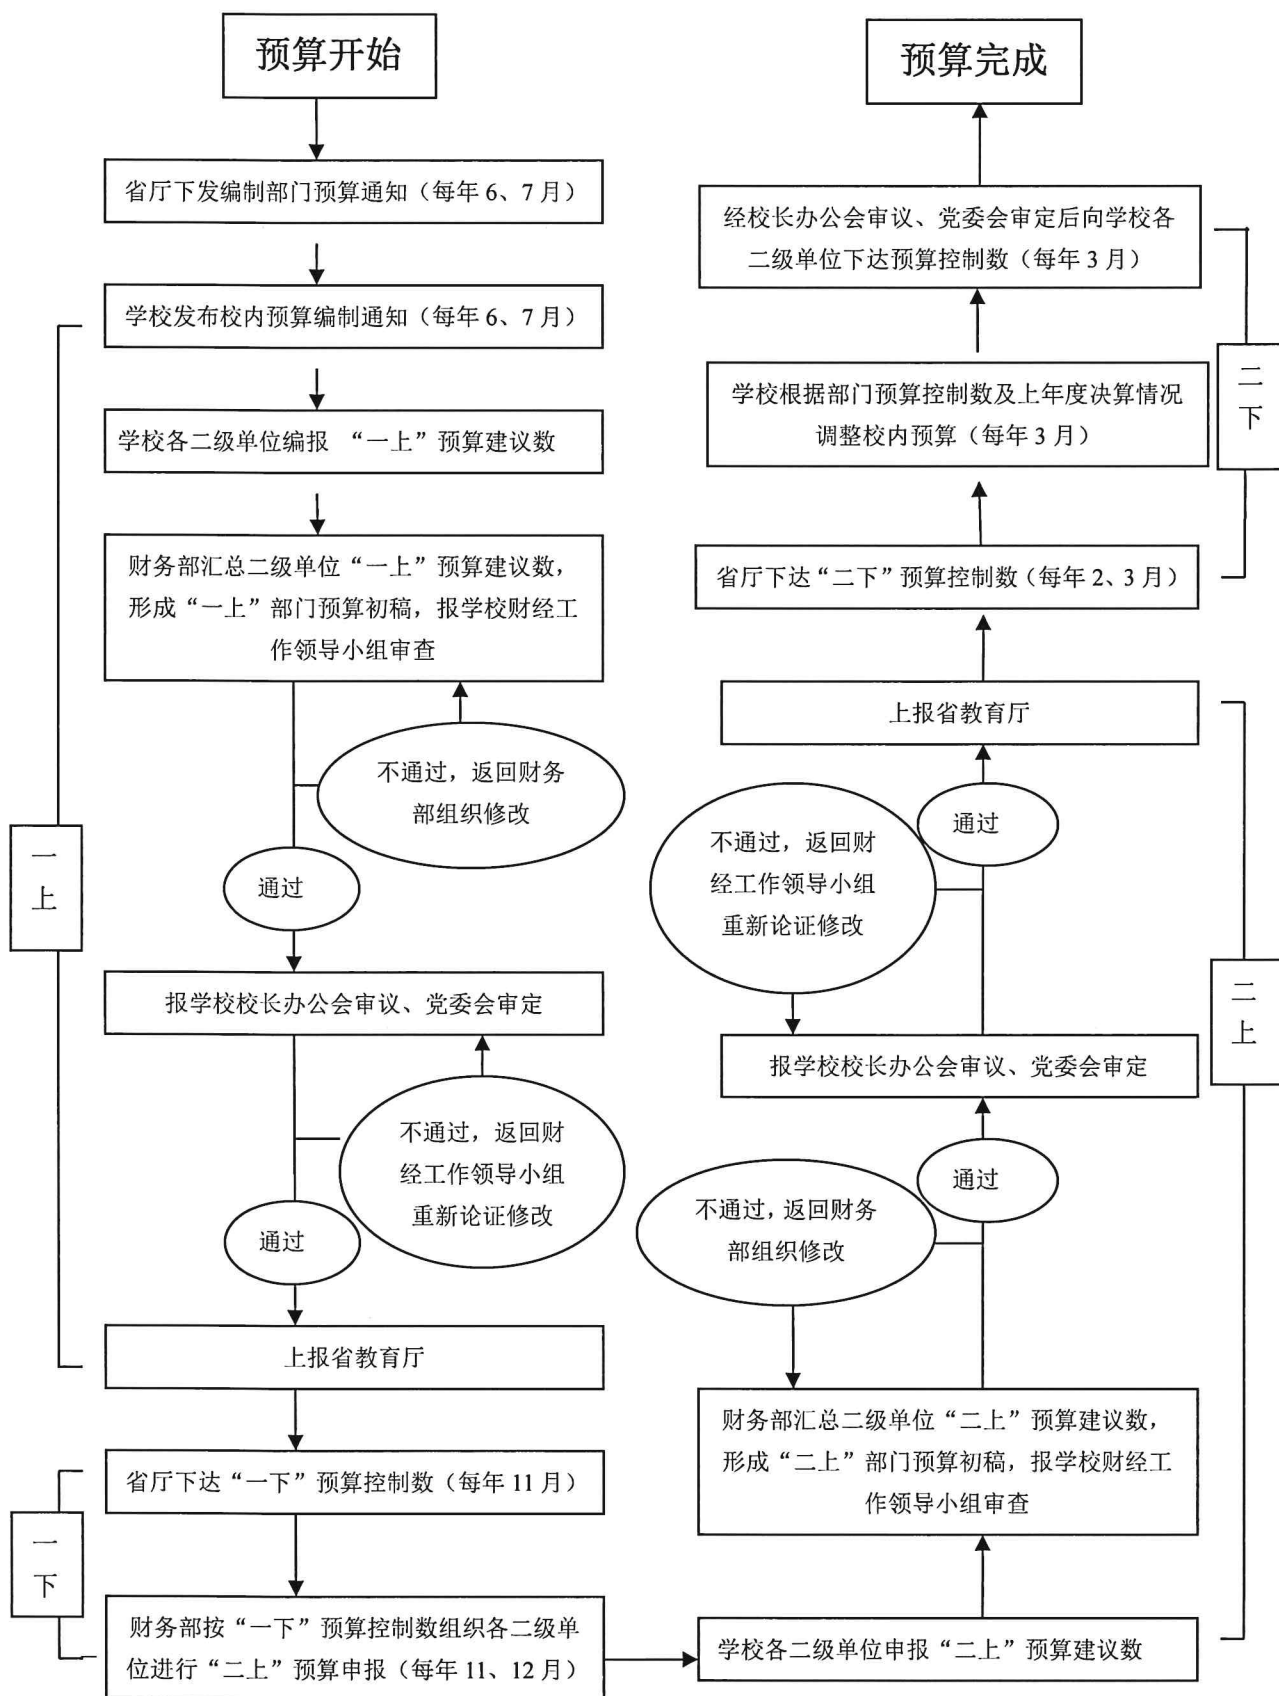 预算开始
省厅下发编制部门预算通知（每年 6、7 月）
学校发布校内预算编制通知（每年 6、7 月）
学校各二级单位编报 “一上”预算建议数
财务部汇总二级单位“一上”预算建议数，
形成“一上”部门预算初稿，报学校财经工
作领导小组审查
不通过，返回财务
部组织修改
通过
一
上
报学校校长办公会审议、党委会审定
不通过，返回财
经工作领导小组
重新论证修改
通过
上报省教育厅
省厅下达“一下”预算控制数（每年 11 月）
一
下
财务部按“一下”预算控制数组织各二级单
位进行“二上”预算申报（每年 11、12 月）
学校各二级单位申报“二上”预算建议数
财务部汇总二级单位“二上”预算建议数，
形成“二上”部门预算初稿，报学校财经工
作领导小组审查
不通过，返回财务
部组织修改
通过
二
上
报学校校长办公会审议、党委会审定
不通过，返回财
经工作领导小组
重新论证修改
通过
上报省教育厅
省厅下达“二下”预算控制数（每年 2、3 月）
二
下
学校根据部门预算控制数及上年度决算情况
调整校内预算（每年 3 月）
经校长办公会审议、党委会审定后向学校各
二级单位下达预算控制数（每年 3 月）
预算完成